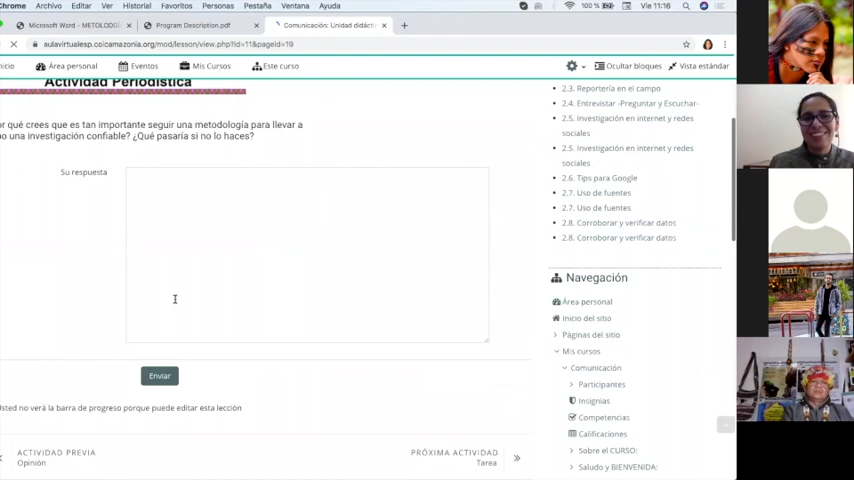 Chrome Archivo Editar Ver Historial Favoritos Personas Pestaña Ventana Ayuda 100 % Vie 11:16
Microsoft Word - METOLODG Program Description.pdf Comunicación: Unidad didáctic
aulavirtualesp.coicamazonia.org/mod/lesson/view.php?id=11&pageid=19
nicio Área personal Eventos Mis Cursos Este curso Ocultar bloques Vista estándar
Actividad Periodística
or qué crees que es tan importante seguir una metodología para llevar a
bo una investigación confiable? ¿Qué pasaría si no lo haces?
Su respuesta
Enviar
Usted no verá la barra de progreso porque puede editar esta lección
ACTIVIDAD PREVIA
Opinión
PRÓXIMA ACTIVIDAD
Tarea
2.3. Reportería en el campo
2.4. Entrevistar -Preguntar y Escuchar-
2.5. Investigación en internet y redes
sociales
2.5. Investigación en internet y redes
sociales
2.6. Tips para Google
2.7. Uso de fuentes
2.7. Uso de fuentes
2.8. Corroborar y verificar datos
2.8. Corroborar y verificar datos
Navegación
Área personal
Inicio del sitio
Páginas del sitio
Mis cursos
Comunicación
Participantes
Insignias
Competencias
Calificaciones
Sobre el CURSO:
Saludo y BIENVENIDA: